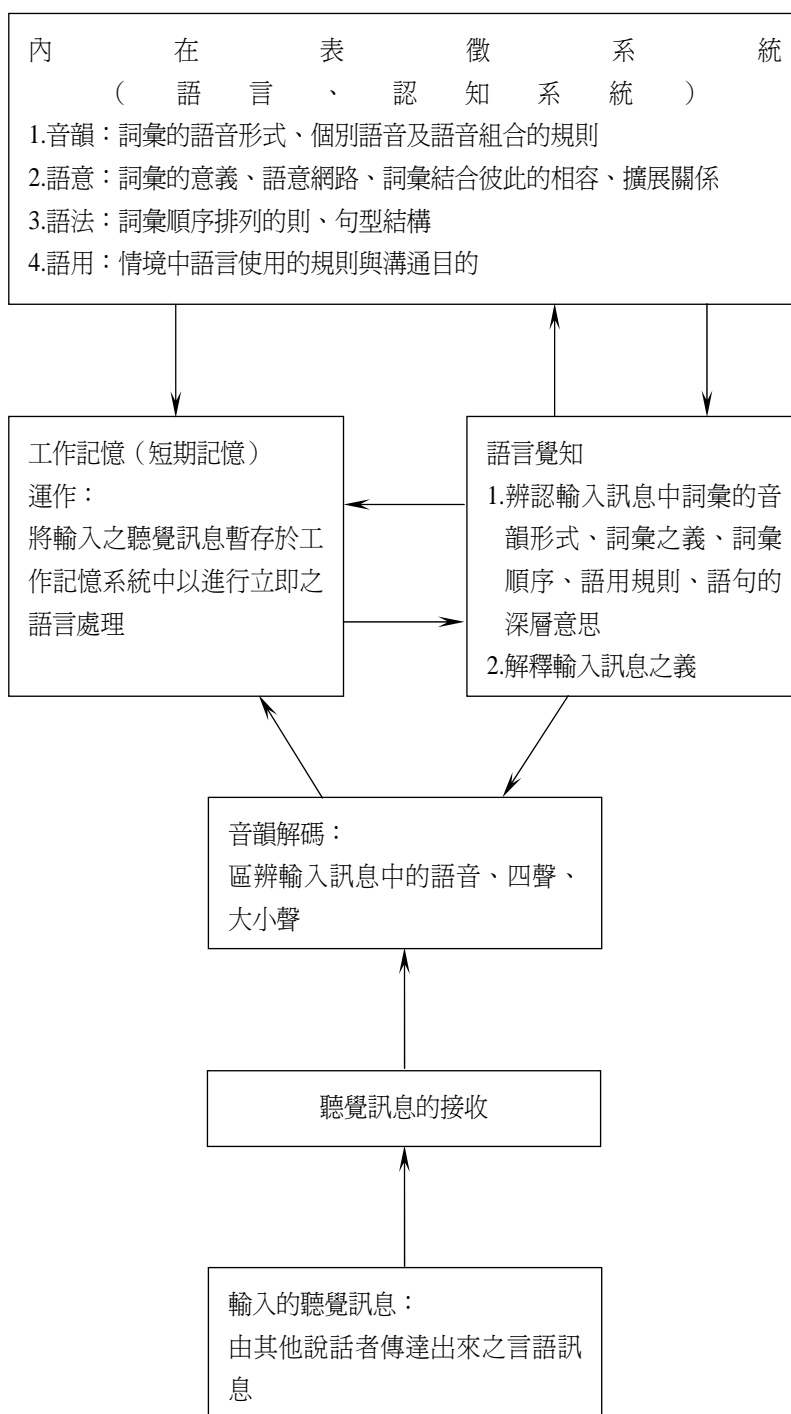 內在表徵系統
（語言、認知系統）
1.音韻：詞彙的語音形式、個別語音及語音組合的規則
2.語意：詞彙的意義、語意網路、詞彙結合彼此的相容、擴展關係
3.語法：詞彙順序排列的則、句型結構
4.語用：情境中語言使用的規則與溝通目的
工作記憶（短期記憶）
運作：
將輸入之聽覺訊息暫存於工
作記憶系統中以進行立即之
語言處理
語言覺知
1.辨認輸入訊息中詞彙的音
韻形式、詞彙之義、詞彙
順序、語用規則、語句的
深層意思
2.解釋輸入訊息之義
音韻解碼：
區辨輸入訊息中的語音、四聲、
大小聲
聽覺訊息的接收
輸入的聽覺訊息：
由其他說話者傳達出來之言語訊
息